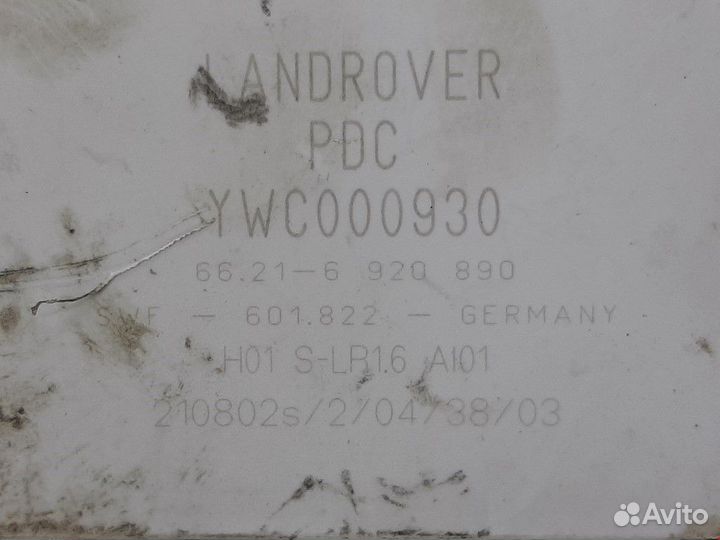 LANDROVER
PDC
YWC000930
66.21-6 920 890
SWF - 601.822 - GERMANY
H01 S-LR1.6 AI01
210802s/2/04/38/03
Avito